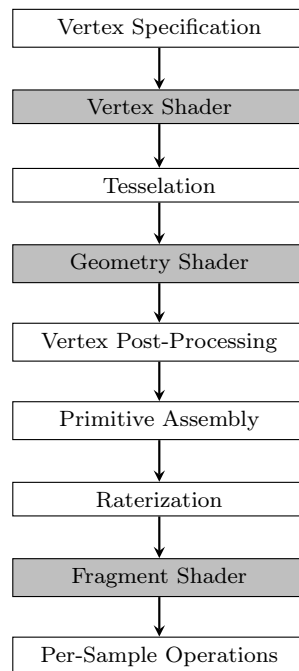 Vertex Specification
Vertex Shader
Tesselation
Geometry Shader
Vertex Post-Processing
Primitive Assembly
Raterization
Fragment Shader
Per-Sample Operations